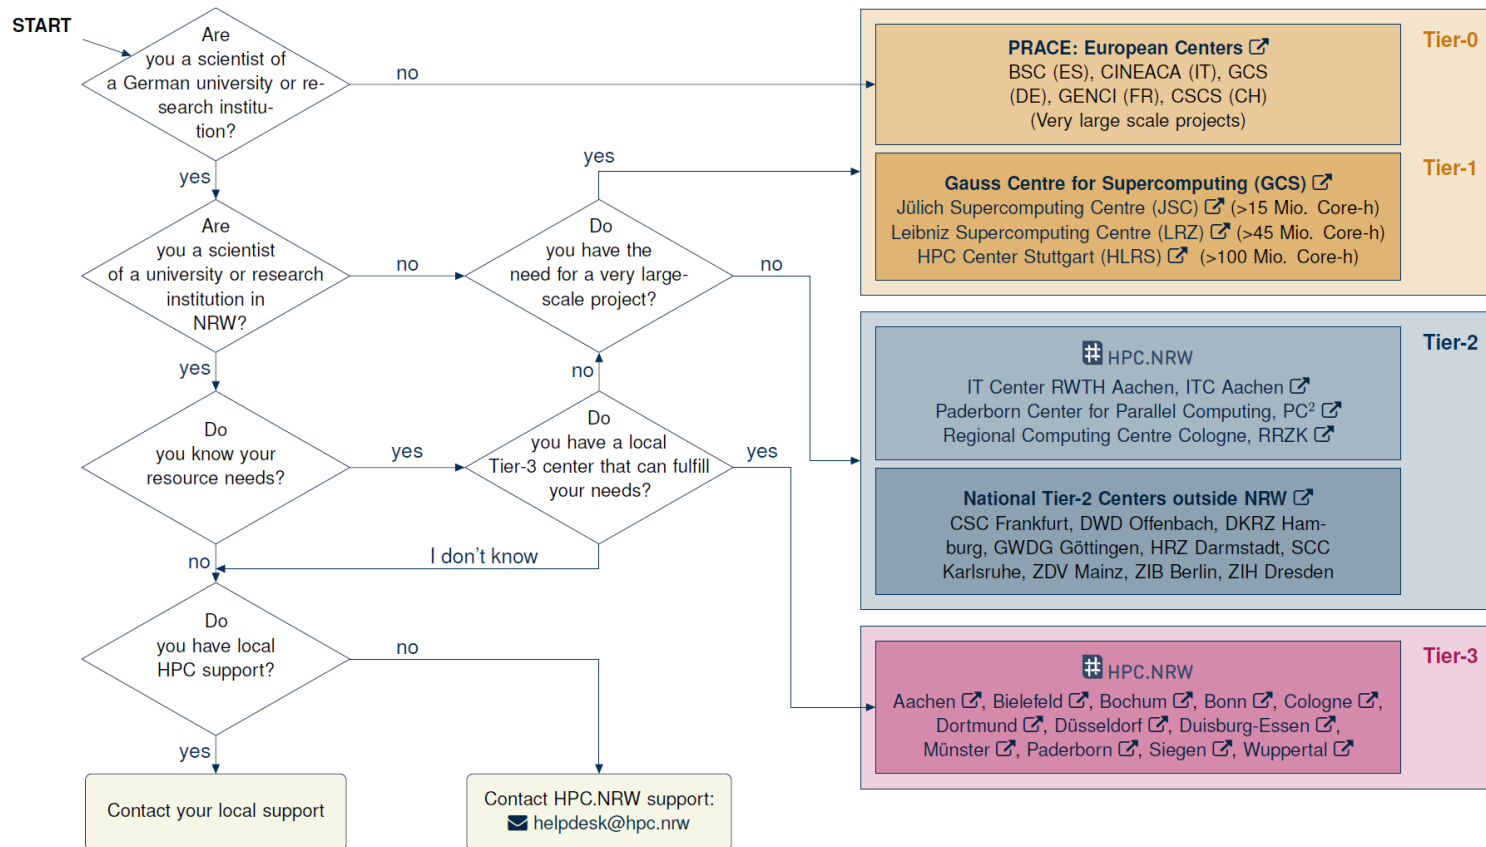 START
Are
you a scientist of
a German university or re-
search institu-
tion?
no
yes
Are
you a scientist
of a university or research
institution in
NRW?
no
yes
Do
you have the
need for a very large-
scale project?
yes
no
Do
you know your
resource needs?
yes
no
Do
you have a local
Tier-3 center that can fulfill
your needs?
no
yes
I don't know
Do
you have local
HPC support?
no
yes
Contact your local support
Contact HPC.NRW support:
helpdesk@hpc.nrw
Tier-0
PRACE: European Centers
BSC (ES), CINEACA (IT), GCS
(DE), GENCI (FR), CSCS (CH)
(Very large scale projects)
Tier-1
Gauss Centre for Supercomputing (GCS)
Jülich Supercomputing Centre (JSC) (>15 Mio. Core-h)
Leibniz Supercomputing Centre (LRZ) (>45 Mio. Core-h)
HPC Center Stuttgart (HLRS) (>100 Mio. Core-h)
Tier-2
HPC.NRW
IT Center RWTH Aachen, ITC Aachen
Paderborn Center for Parallel Computing, PC²
Regional Computing Centre Cologne, RRZK
National Tier-2 Centers outside NRW
CSC Frankfurt, DWD Offenbach, DKRZ Ham-
burg, GWDG Göttingen, HRZ Darmstadt, SCC
Karlsruhe, ZDV Mainz, ZIB Berlin, ZIH Dresden
Tier-3
HPC.NRW
Aachen, Bielefeld, Bochum, Bonn, Cologne,
Dortmund, Düsseldorf, Duisburg-Essen,
Münster, Paderborn, Siegen, Wuppertal